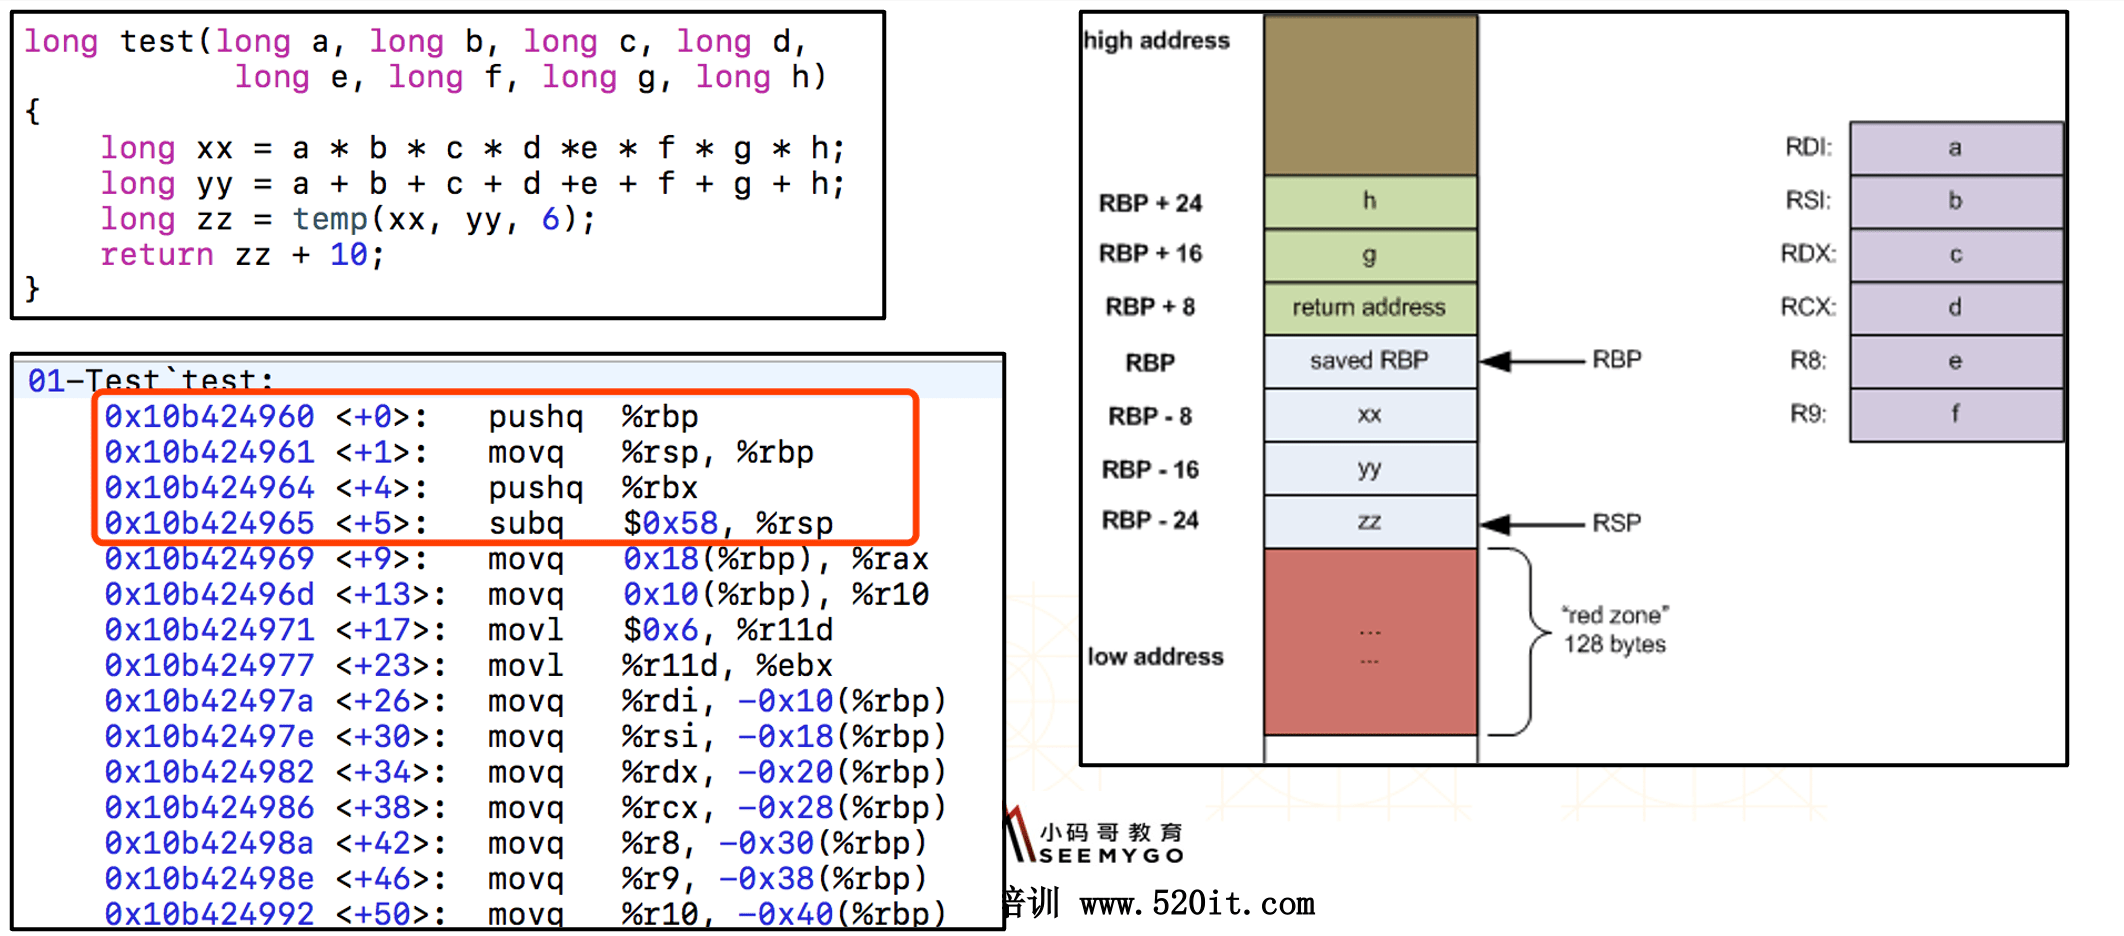 long test(long a, long b, long c, long d,
long e, long f, long g, long h)
{
long xx = a * b * c * d *e * f * g * h;
long yy = a + b + c + d +e + f + g + h;
long zz = temp(xx, yy, 6);
return zz + 10;
}
01-Test`test:
0x10b424960 <+0>: pushq %rbp
0x10b424961 <+1>: movq %rsp, %rbp
0x10b424964 <+4>: pushq %rbx
0x10b424965 <+5>: subq $0x58, %rsp
0x10b424969 <+9>: movq 0x18(%rbp), %rax
0x10b42496d <+13>: movq 0x10(%rbp), %r10
0x10b424971 <+17>: movl $0x6, %r11d
0x10b424977 <+23>: movl %r11d, %ebx
0x10b42497a <+26>: movq %rdi, -0x10(%rbp)
0x10b42497e <+30>: movq %rsi, -0x18(%rbp)
0x10b424982 <+34>: movq %rdx, -0x20(%rbp)
0x10b424986 <+38>: movq %rcx, -0x28(%rbp)
0x10b42498a <+42>: movq %r8, -0x30(%rbp)
0x10b42498e <+46>: movq %r9, -0x38(%rbp)
0x10b424992 <+50>: movq %r10, -0x40(%rbp)
high address
RBP + 24 h
RBP + 16 g
RBP + 8 return address
RBP saved RBP RBP
RBP - 8 xx
RBP - 16 yy
RBP - 24 zz RSP
...
...
"red zone"
128 bytes
low address
RDI: a
RSI: b
RDX: c
RCX: d
R8: e
R9: f
小码哥教育
SEEMYGO
培训 www.520it.com